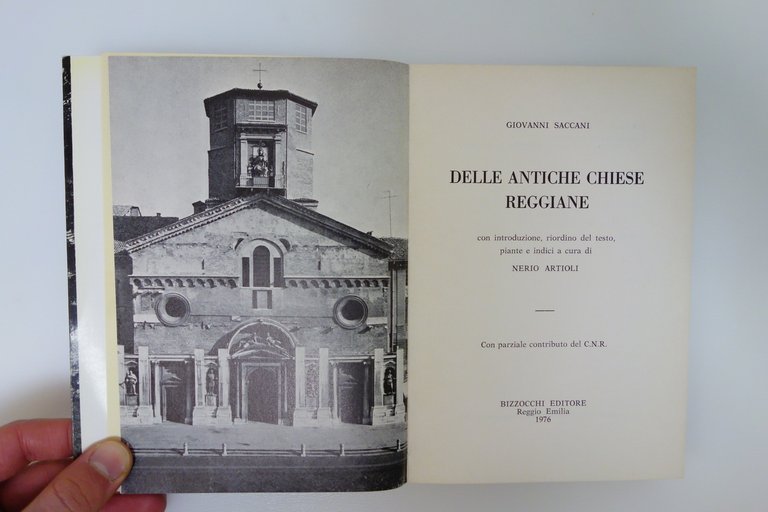 GIOVANNI SACCANI
DELLE ANTICHE CHIESE
REGGIANE
con introduzione, riordino del testo,
piante e indici a cura di
NERIO ARTIOLI
Con parziale contributo del C.N.R.
BIZZOCCHI EDITORE
Reggio Emilia
1976